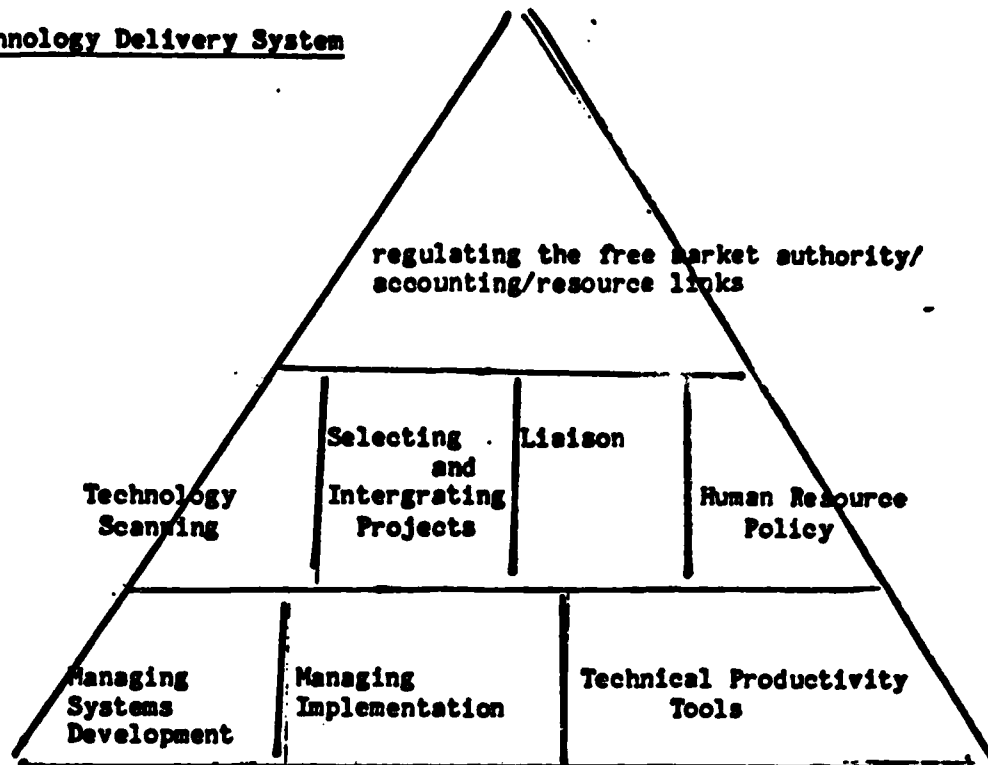 hnology Delivery System
regulating the free market authority/
accounting/resource links
Selecting
and
Intergrating
Projects
Liaison
Technology
Scanning
Human Resource
Policy
Managing
Systems
Development
Managing
Implementation
Technical Productivity
Tools